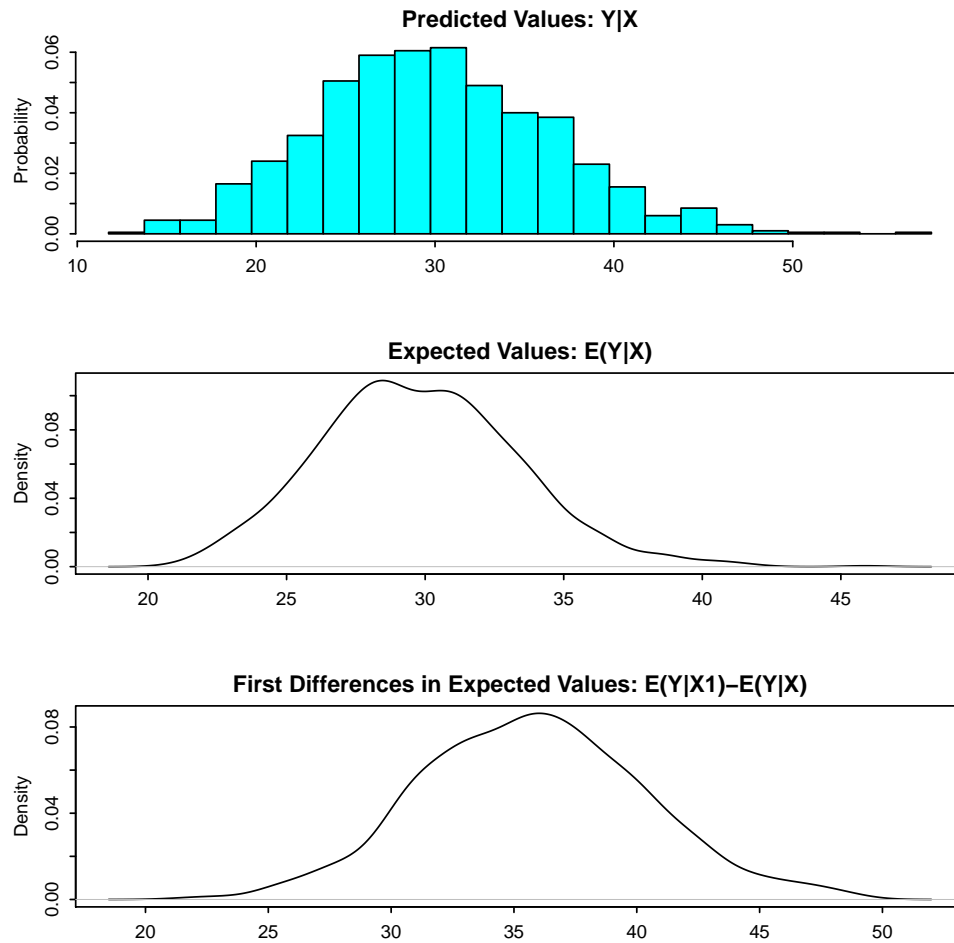 Predicted Values: Y|X
Probability
0.00 0.02 0.04 0.06
10 20 30 40 50
Expected Values: E(Y|X)
Density
0.00 0.04 0.08
20 25 30 35 40 45
First Differences in Expected Values: E(Y|X1)−E(Y|X)
Density
0.00 0.04 0.08
20 25 30 35 40 45 50